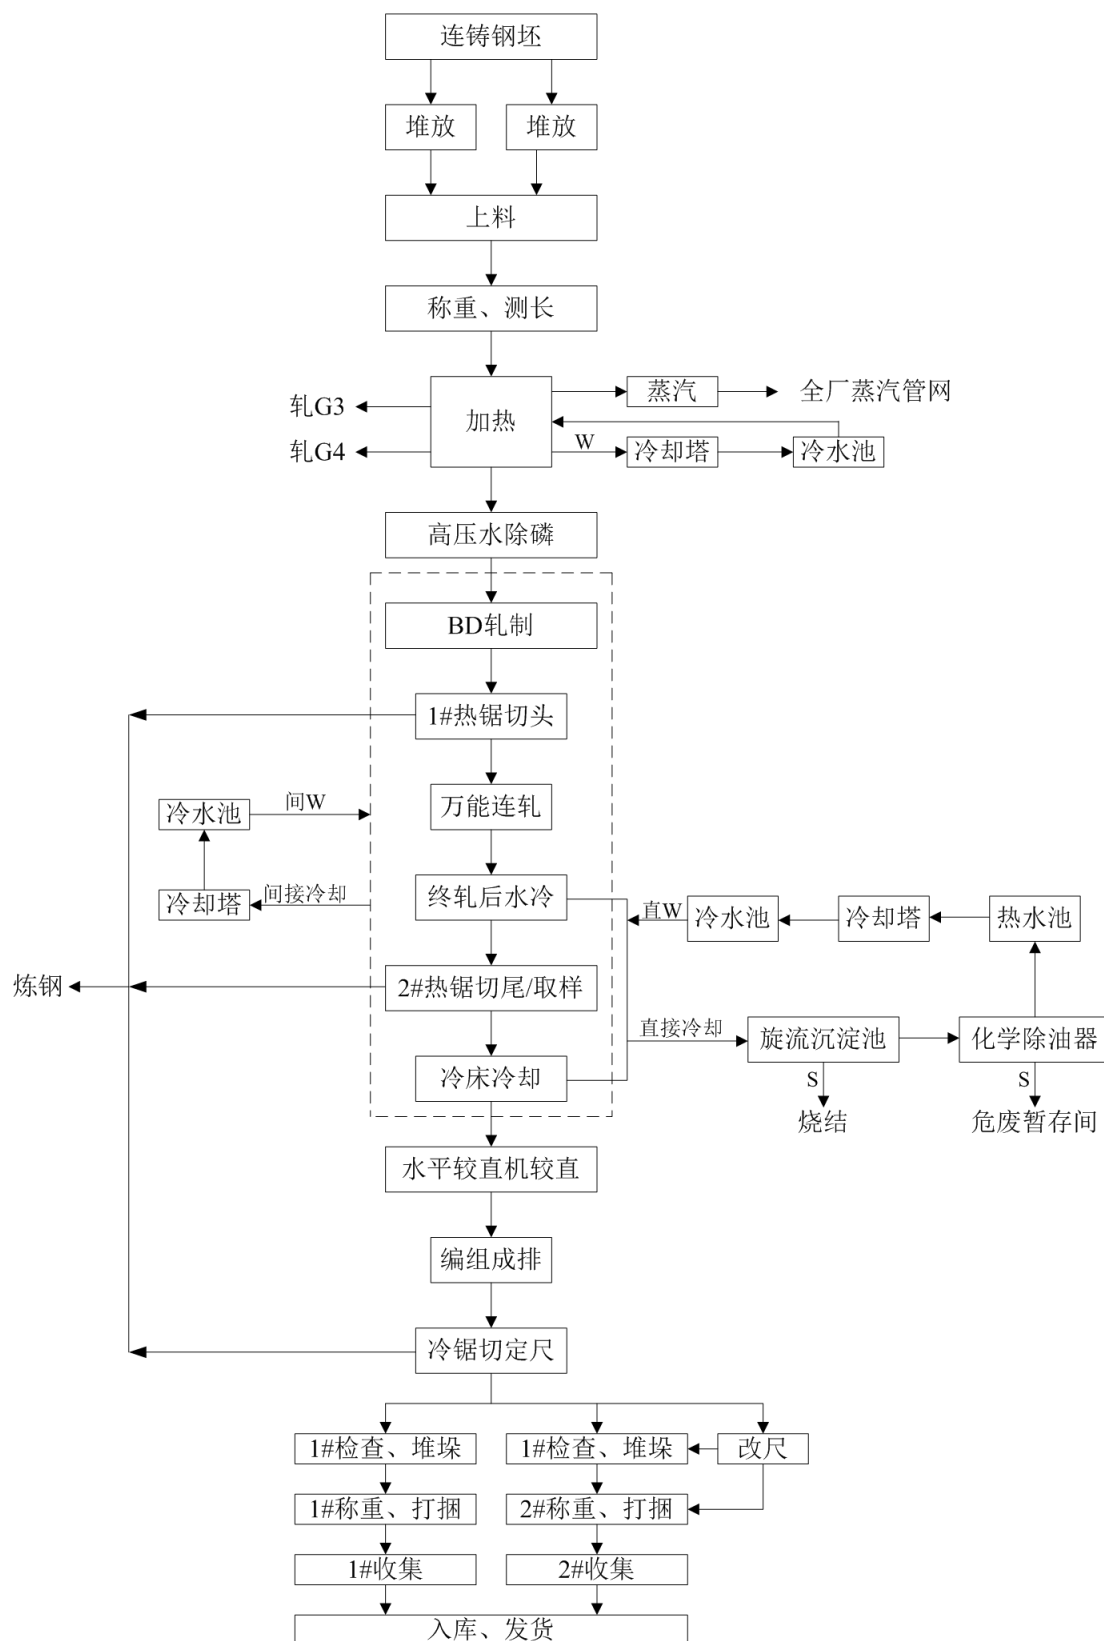 连铸钢坯
堆放
堆放
上料
称重、测长
加热
轧G3
轧G4
蒸汽
全厂蒸汽管网
W
冷却塔
冷水池
高压水除磷
BD轧制
1#热锯切头
万能连轧
冷水池
间W
冷却塔
间接冷却
终轧后水冷
直W
冷水池
冷却塔
热水池
炼钢
2#热锯切尾/取样
直接冷却
旋流沉淀池
化学除油器
冷床冷却
S
S
烧结
危废暂存间
水平较直机较直
编组成排
冷锯切定尺
1#检查、堆垛
1#检查、堆垛
改尺
1#称重、打捆
2#称重、打捆
1#收集
2#收集
入库、发货